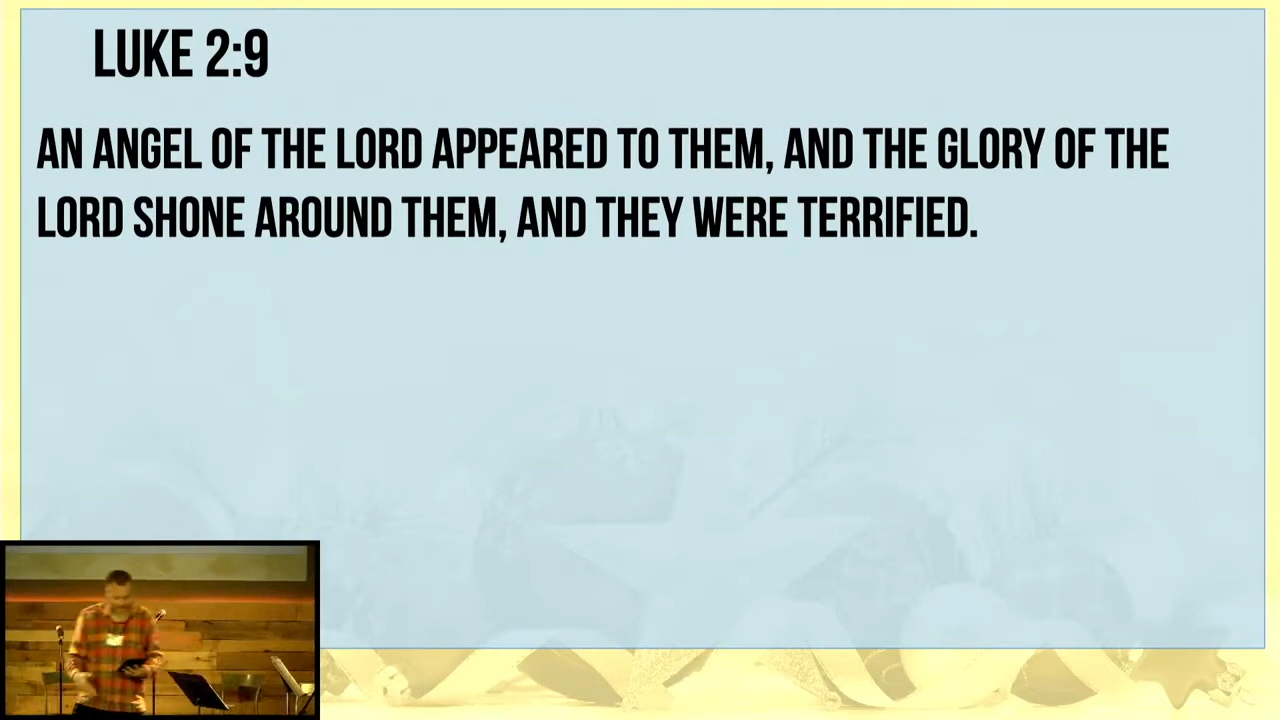 LUKE 2:9
AN ANGEL OF THE LORD APPEARED TO THEM, AND THE GLORY OF THE
LORD SHONE AROUND THEM, AND THEY WERE TERRIFIED.